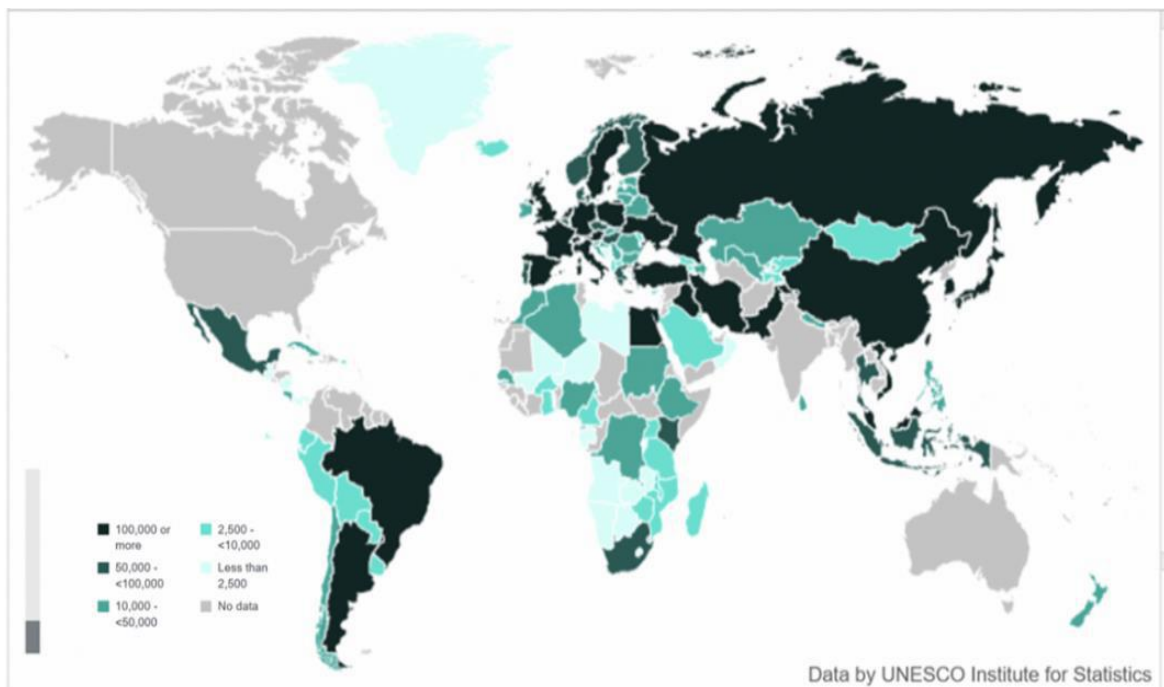 100,000 or
more
50,000 -
<100,000
10,000 -
<50,000
2,500 -
<10,000
Less than
2,500
No data
Data by UNESCO Institute for Statistics